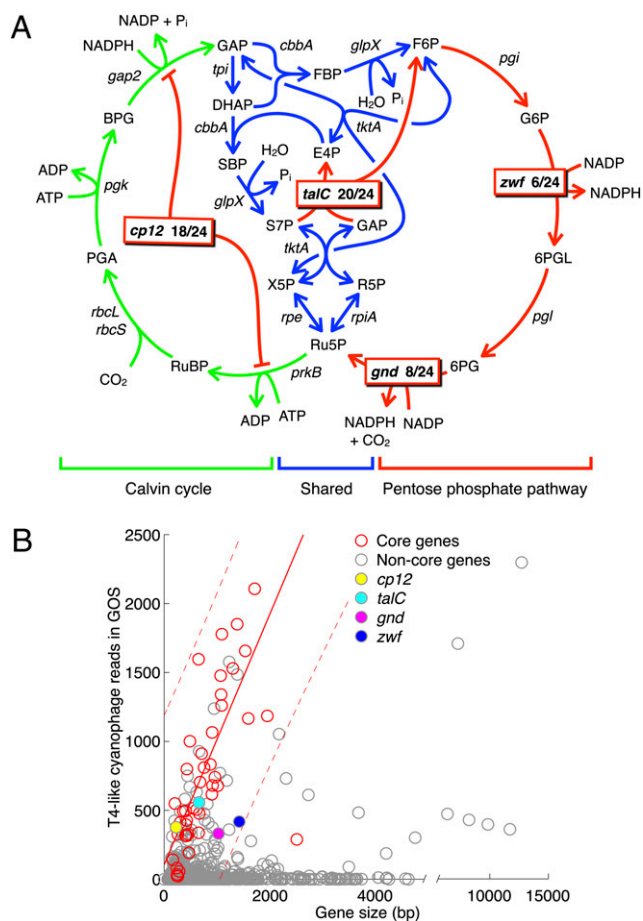 A
NADP + Pi
NADPH
gap2
GAP
cbbA
tpi
DHAP
FBP
glpX
F6P
H2O
Pi
pgi
BPG
cbbA
SBP
H2O
Pi
glpX
E4P
tktA
G6P
ADP
ATP
pgk
talC 20/24
zwf 6/24
NADP
NADPH
cp12 18/24
S7P
GAP
tktA
PGA
6PGL
X5P
R5P
rpe
rpiA
pgl
rbcL
rbcS
Ru5P
RuBP
prkB
gnd 8/24
6PG
CO2
ADP
ATP
NADPH
+ CO2
NADP
Calvin cycle
Shared
Pentose phosphate pathway
B
T4-like cyanophage reads in GOS
2500
2000
1500
1000
500
0
Core genes
Non-core genes
cp12
talC
gnd
zwf
0
2000
4000
10000
15000
Gene size (bp)